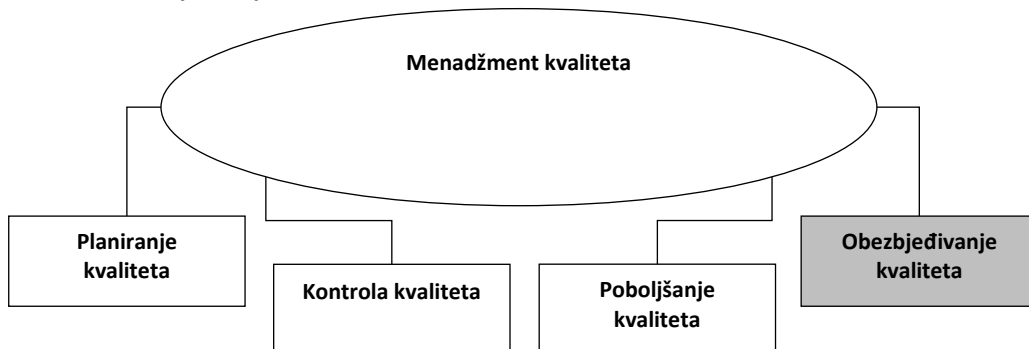 Menadžment kvaliteta
Planiranje
kvaliteta
Kontrola kvaliteta
Poboljšanje
kvaliteta
Obezbjeđivanje
kvaliteta